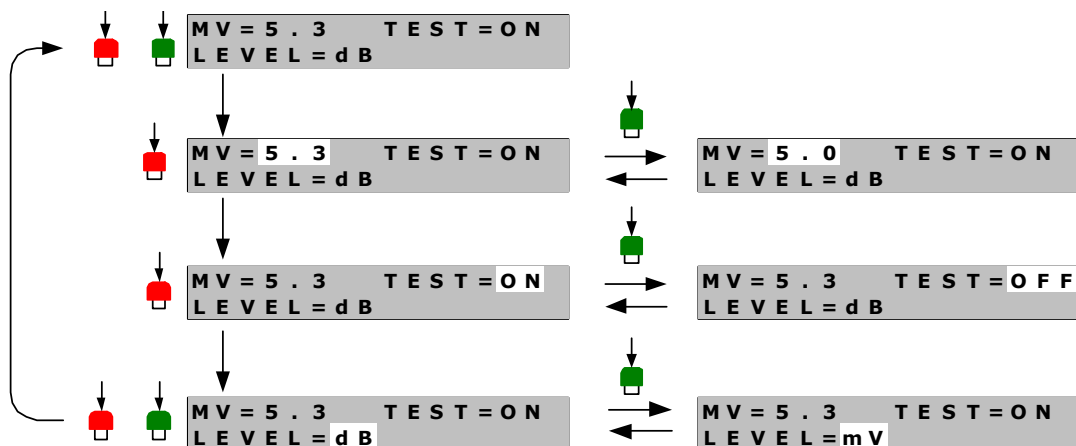 MV=5.3 TEST=ON
LEVEL=dB
MV=5.3 TEST=ON
LEVEL=dB
MV=5.0 TEST=ON
LEVEL=dB
MV=5.3 TEST=ON
LEVEL=dB
MV=5.3 TEST=OFF
LEVEL=dB
MV=5.3 TEST=ON
LEVEL=dB
MV=5.3 TEST=ON
LEVEL=mV